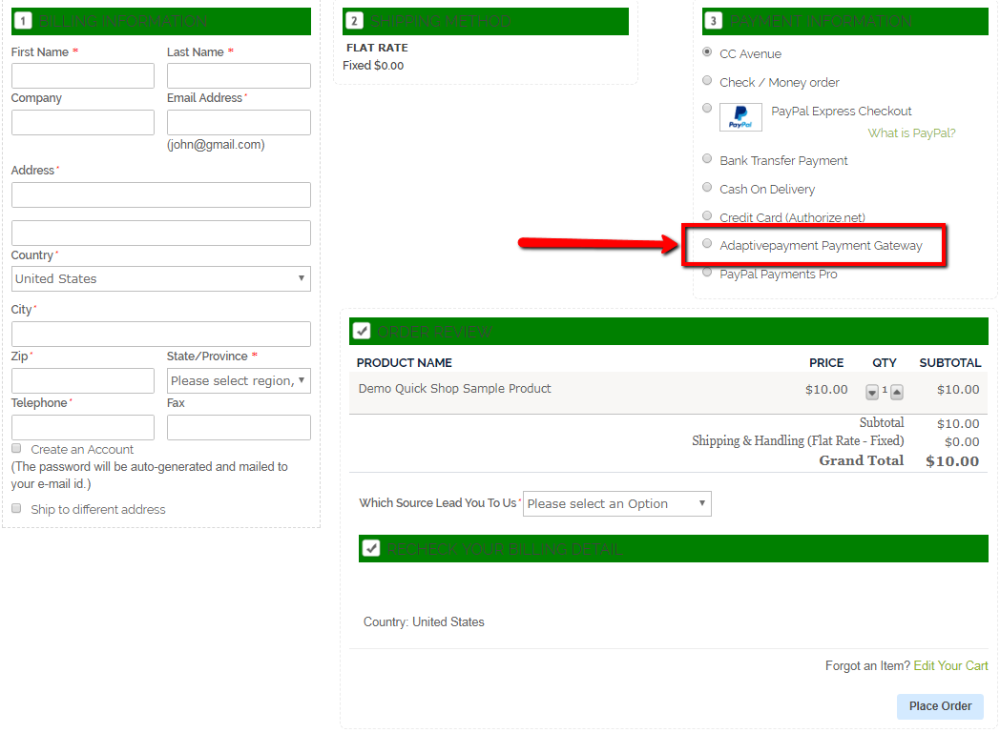 1 BILLING INFORMATION
First Name * Last Name *
Company Email Address *
(john@gmail.com)
Address *
Country *
United States
City *
Zip * State/Province *
Please select region,
Telephone * Fax
Create an Account
(The password will be auto-generated and mailed to
your e-mail id.)
Ship to different address
2 SHIPPING METHOD
FLAT RATE
Fixed $0.00
3 PAYMENT INFORMATION
CC Avenue
Check / Money order
PayPal PayPal Express Checkout
What is PayPal?
Bank Transfer Payment
Cash On Delivery
Credit Card (Authorize.net)
Adaptivepayment Payment Gateway
PayPal Payments Pro
ORDER REVIEW
PRODUCT NAME PRICE QTY SUBTOTAL
Demo Quick Shop Sample Product $10.00 1 $10.00
Subtotal $10.00
Shipping & Handling (Flat Rate - Fixed) $0.00
Grand Total $10.00
Which Source Lead You To Us * Please select an Option
RECHECK YOUR BILLING DETAIL
Country: United States
Forgot an Item? Edit Your Cart
Place Order